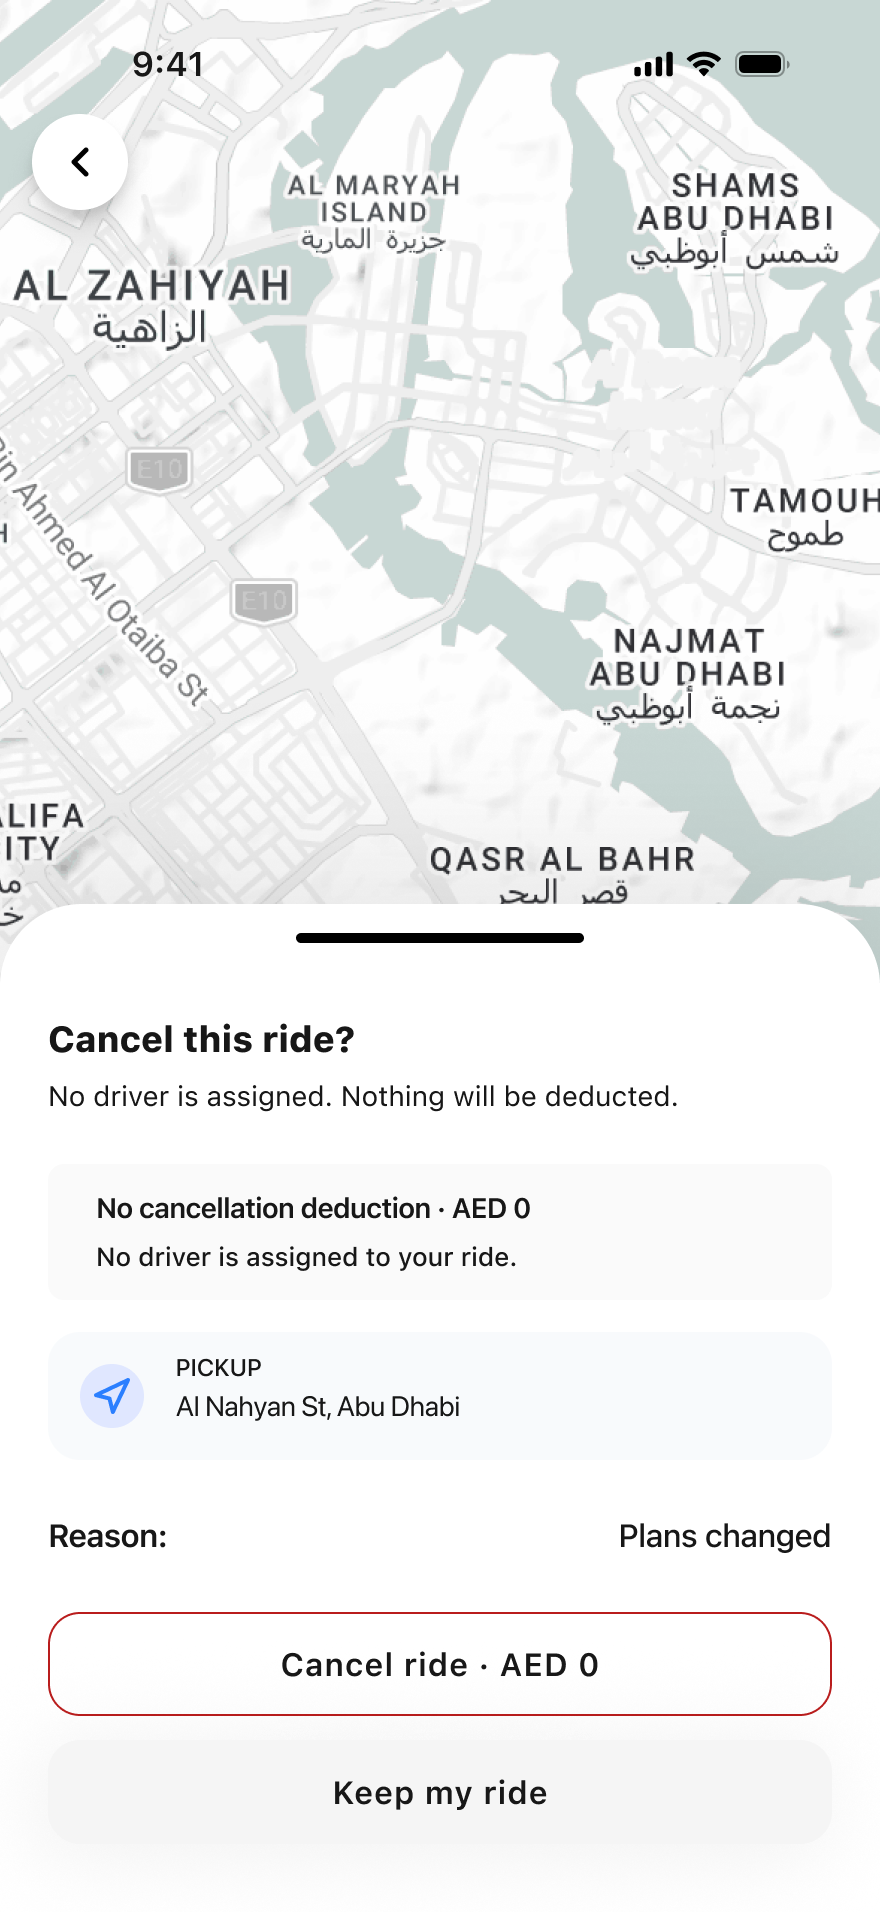 9:41
AL MARYAH
ISLAND
جزيرة المارية
SHAMS
ABU DHABI
شمس أبوظبي
AL ZAHIYAH
الزاهية
E10
Bin Ahmed Al Otaiba St
TAMOUH
طموح
H
E10
NAJMAT
ABU DHABI
نجمة أبوظبي
ALIFA
ITY
QASR AL BAHR
قصر البحر
Cancel this ride?
No driver is assigned. Nothing will be deducted.
No cancellation deduction · AED 0
No driver is assigned to your ride.
PICKUP
Al Nahyan St, Abu Dhabi
Reason:
Plans changed
Cancel ride · AED 0
Keep my ride